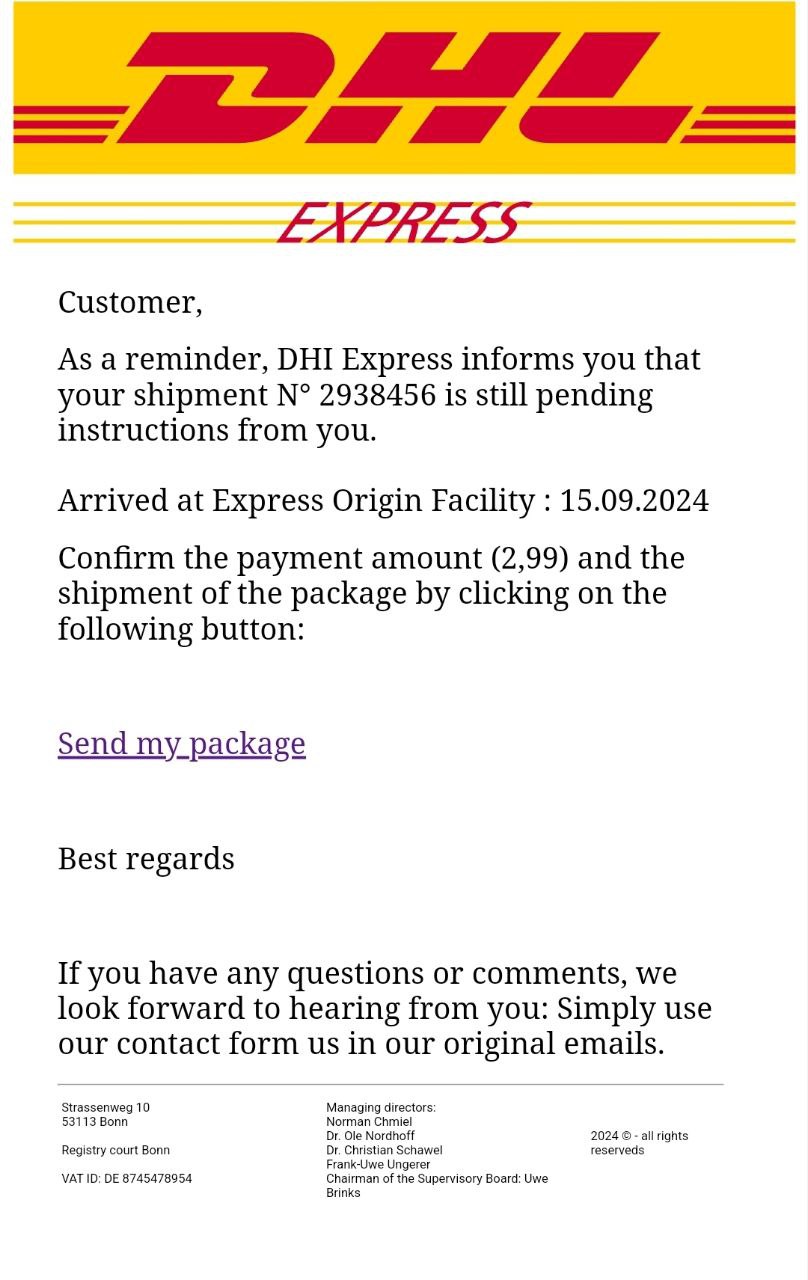 DHL
EXPRESS
Customer,
As a reminder, DHI Express informs you that
your shipment N° 2938456 is still pending
instructions from you.
Arrived at Express Origin Facility : 15.09.2024
Confirm the payment amount (2,99) and the
shipment of the package by clicking on the
following button:
Send my package
Best regards
If you have any questions or comments, we
look forward to hearing from you: Simply use
our contact form us in our original emails.
Strassenweg 10
53113 Bonn
Registry court Bonn
VAT ID: DE 8745478954
Managing directors:
Norman Chmiel
Dr. Ole Nordhoff
Dr. Christian Schawel
Frank-Uwe Ungerer
Chairman of the Supervisory Board: Uwe
Brinks
2024 © - all rights
reserveds